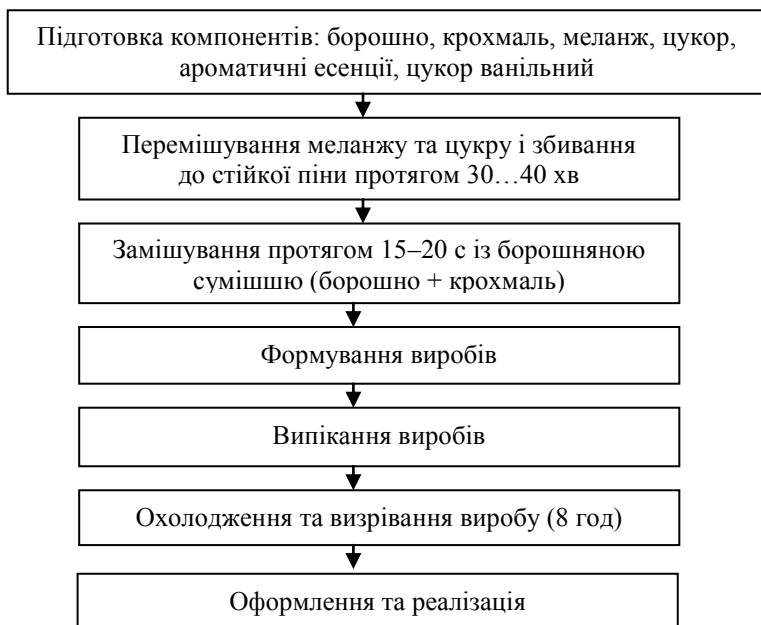 Підготовка компонентів: борошно, крохмаль, меланж, цукор,
ароматичні есенції, цукор ванільний
Перемішування меланжу та цукру і збивання
до стійкої піни протягом 30…40 хв
Замішування протягом 15–20 с із борошняною
сумішшю (борошно + крохмаль)
Формування виробів
Випікання виробів
Охолодження та визрівання виробу (8 год)
Оформлення та реалізація